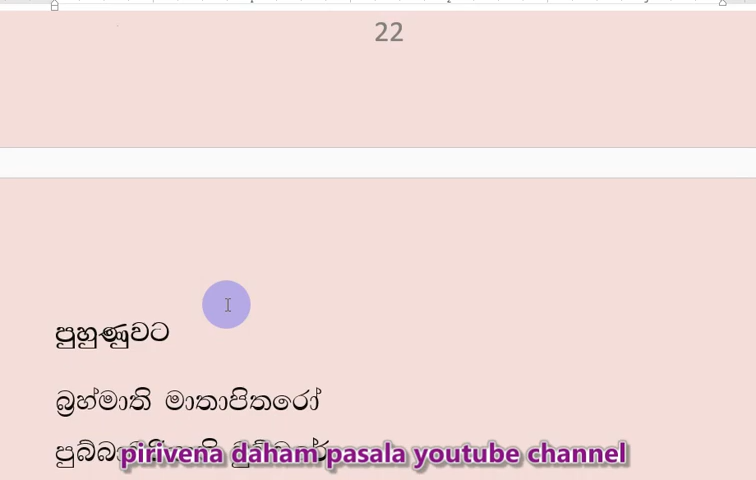 22
පුහුණුවට
බ්‍රහ්මාති මාතාපිතරෝ
pirivena daham pasala youtube channel